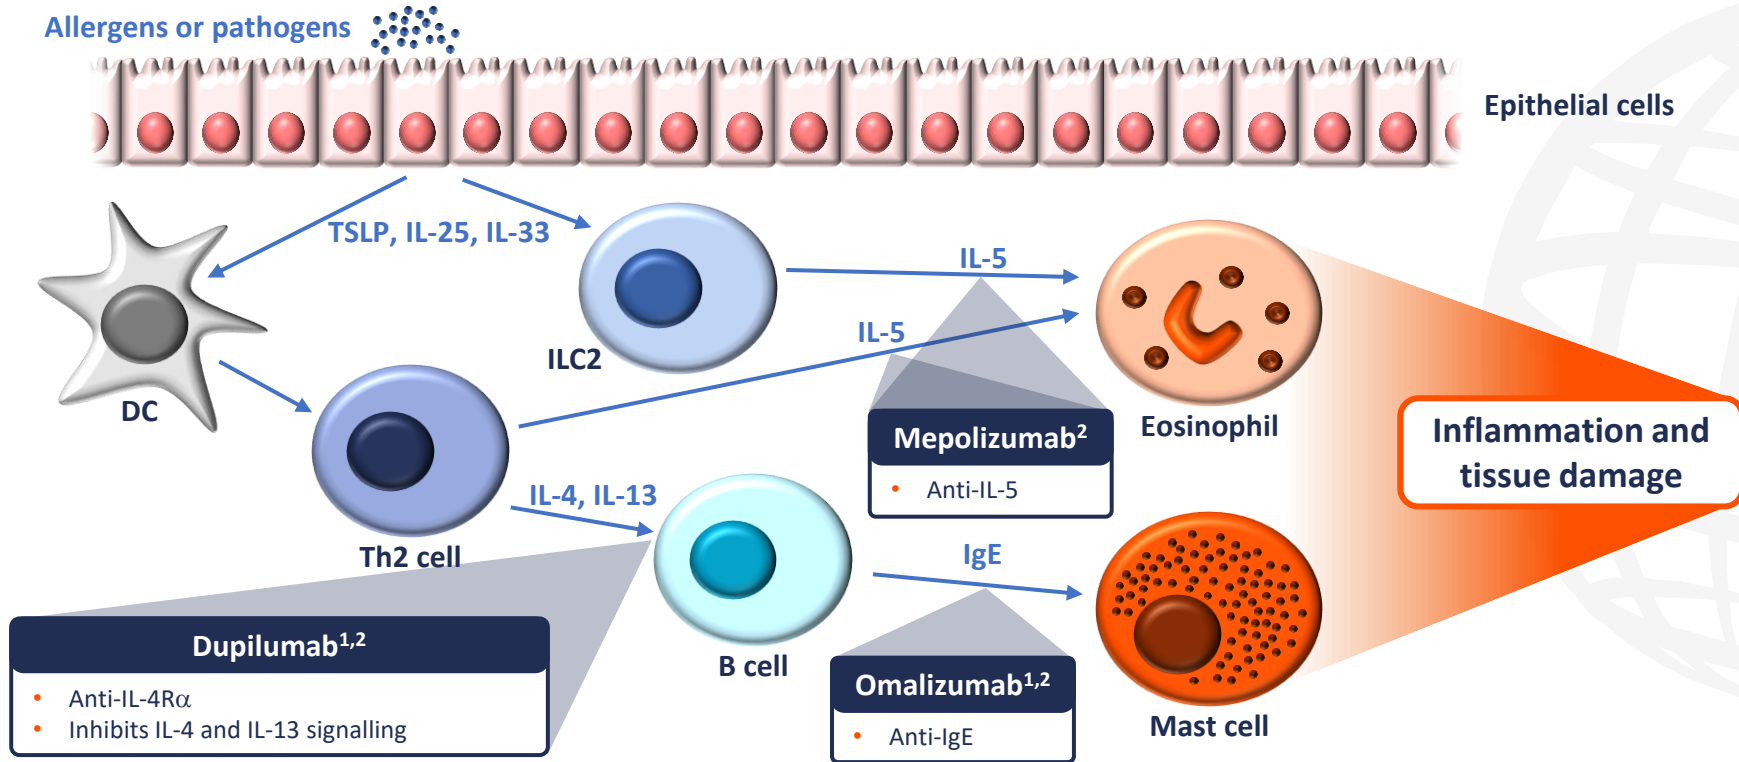 Allergens or pathogens
Epithelial cells
TSLP, IL-25, IL-33
IL-5
IL-5
ILC2
DC
Mepolizumab²
• Anti-IL-5
Eosinophil
Inflammation and
tissue damage
IL-4, IL-13
Th2 cell
IgE
Dupilumab¹,²
• Anti-IL-4Rα
• Inhibits IL-4 and IL-13 signalling
B cell
Omalizumab¹,²
• Anti-IgE
Mast cell